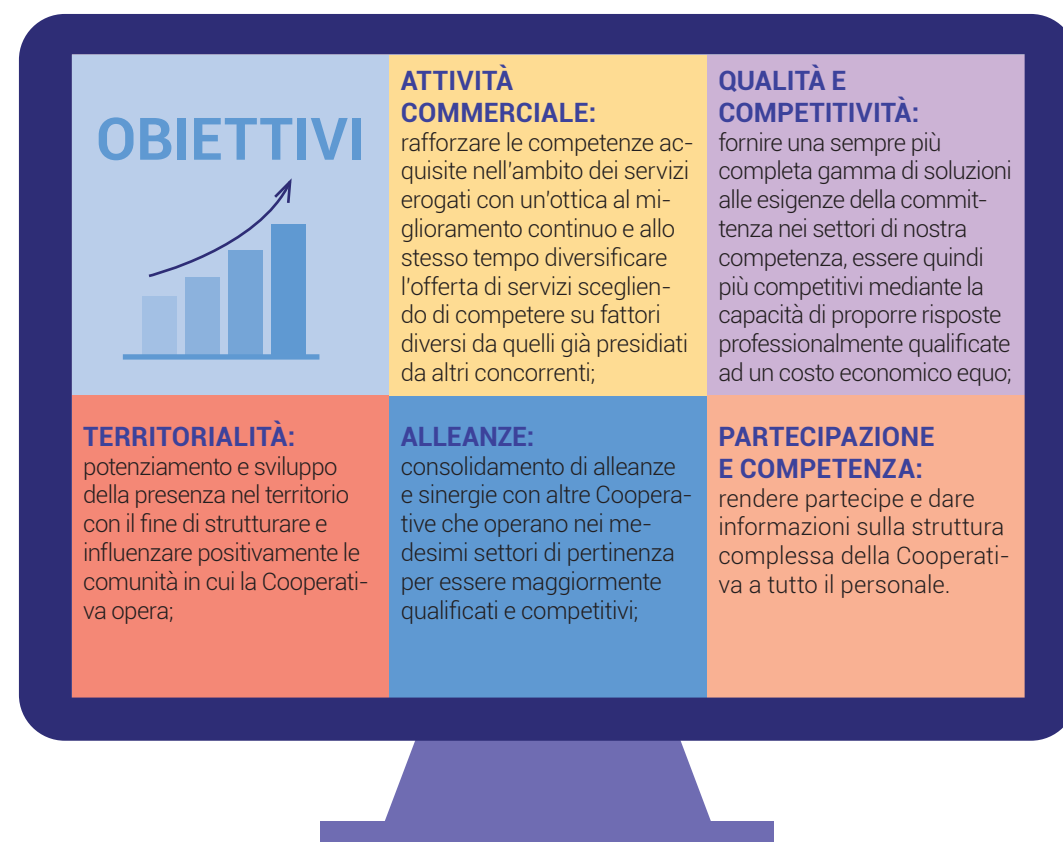 OBIETTIVI
ATTIVITÀ
COMMERCIALE:
rafforzare le competenze ac-
quisite nell'ambito dei servizi
erogati con un'ottica al mi-
glioramento continuo e allo
stesso tempo diversificare
l'offerta di servizi sceglien-
do di competere su fattori
diversi da quelli già presidiati
da altri concorrenti;
QUALITÀ E
COMPETITIVITÀ:
fornire una sempre più
completa gamma di soluzioni
alle esigenze della commit-
tenza nei settori di nostra
competenza, essere quindi
più competitivi mediante la
capacità di proporre risposte
professionalmente qualificate
ad un costo economico equo;
TERRITORIALITÀ:
potenziamento e sviluppo
della presenza nel territorio
con il fine di strutturare e
influenzare positivamente le
comunità in cui la Cooperati-
va opera;
ALLEANZE:
consolidamento di alleanze
e sinergie con altre Coopera-
tive che operano nei me-
desimi settori di pertinenza
per essere maggiormente
qualificati e competitivi;
PARTECIPAZIONE
E COMPETENZA:
rendere partecipe e dare
informazioni sulla struttura
complessa della Cooperati-
va a tutto il personale.